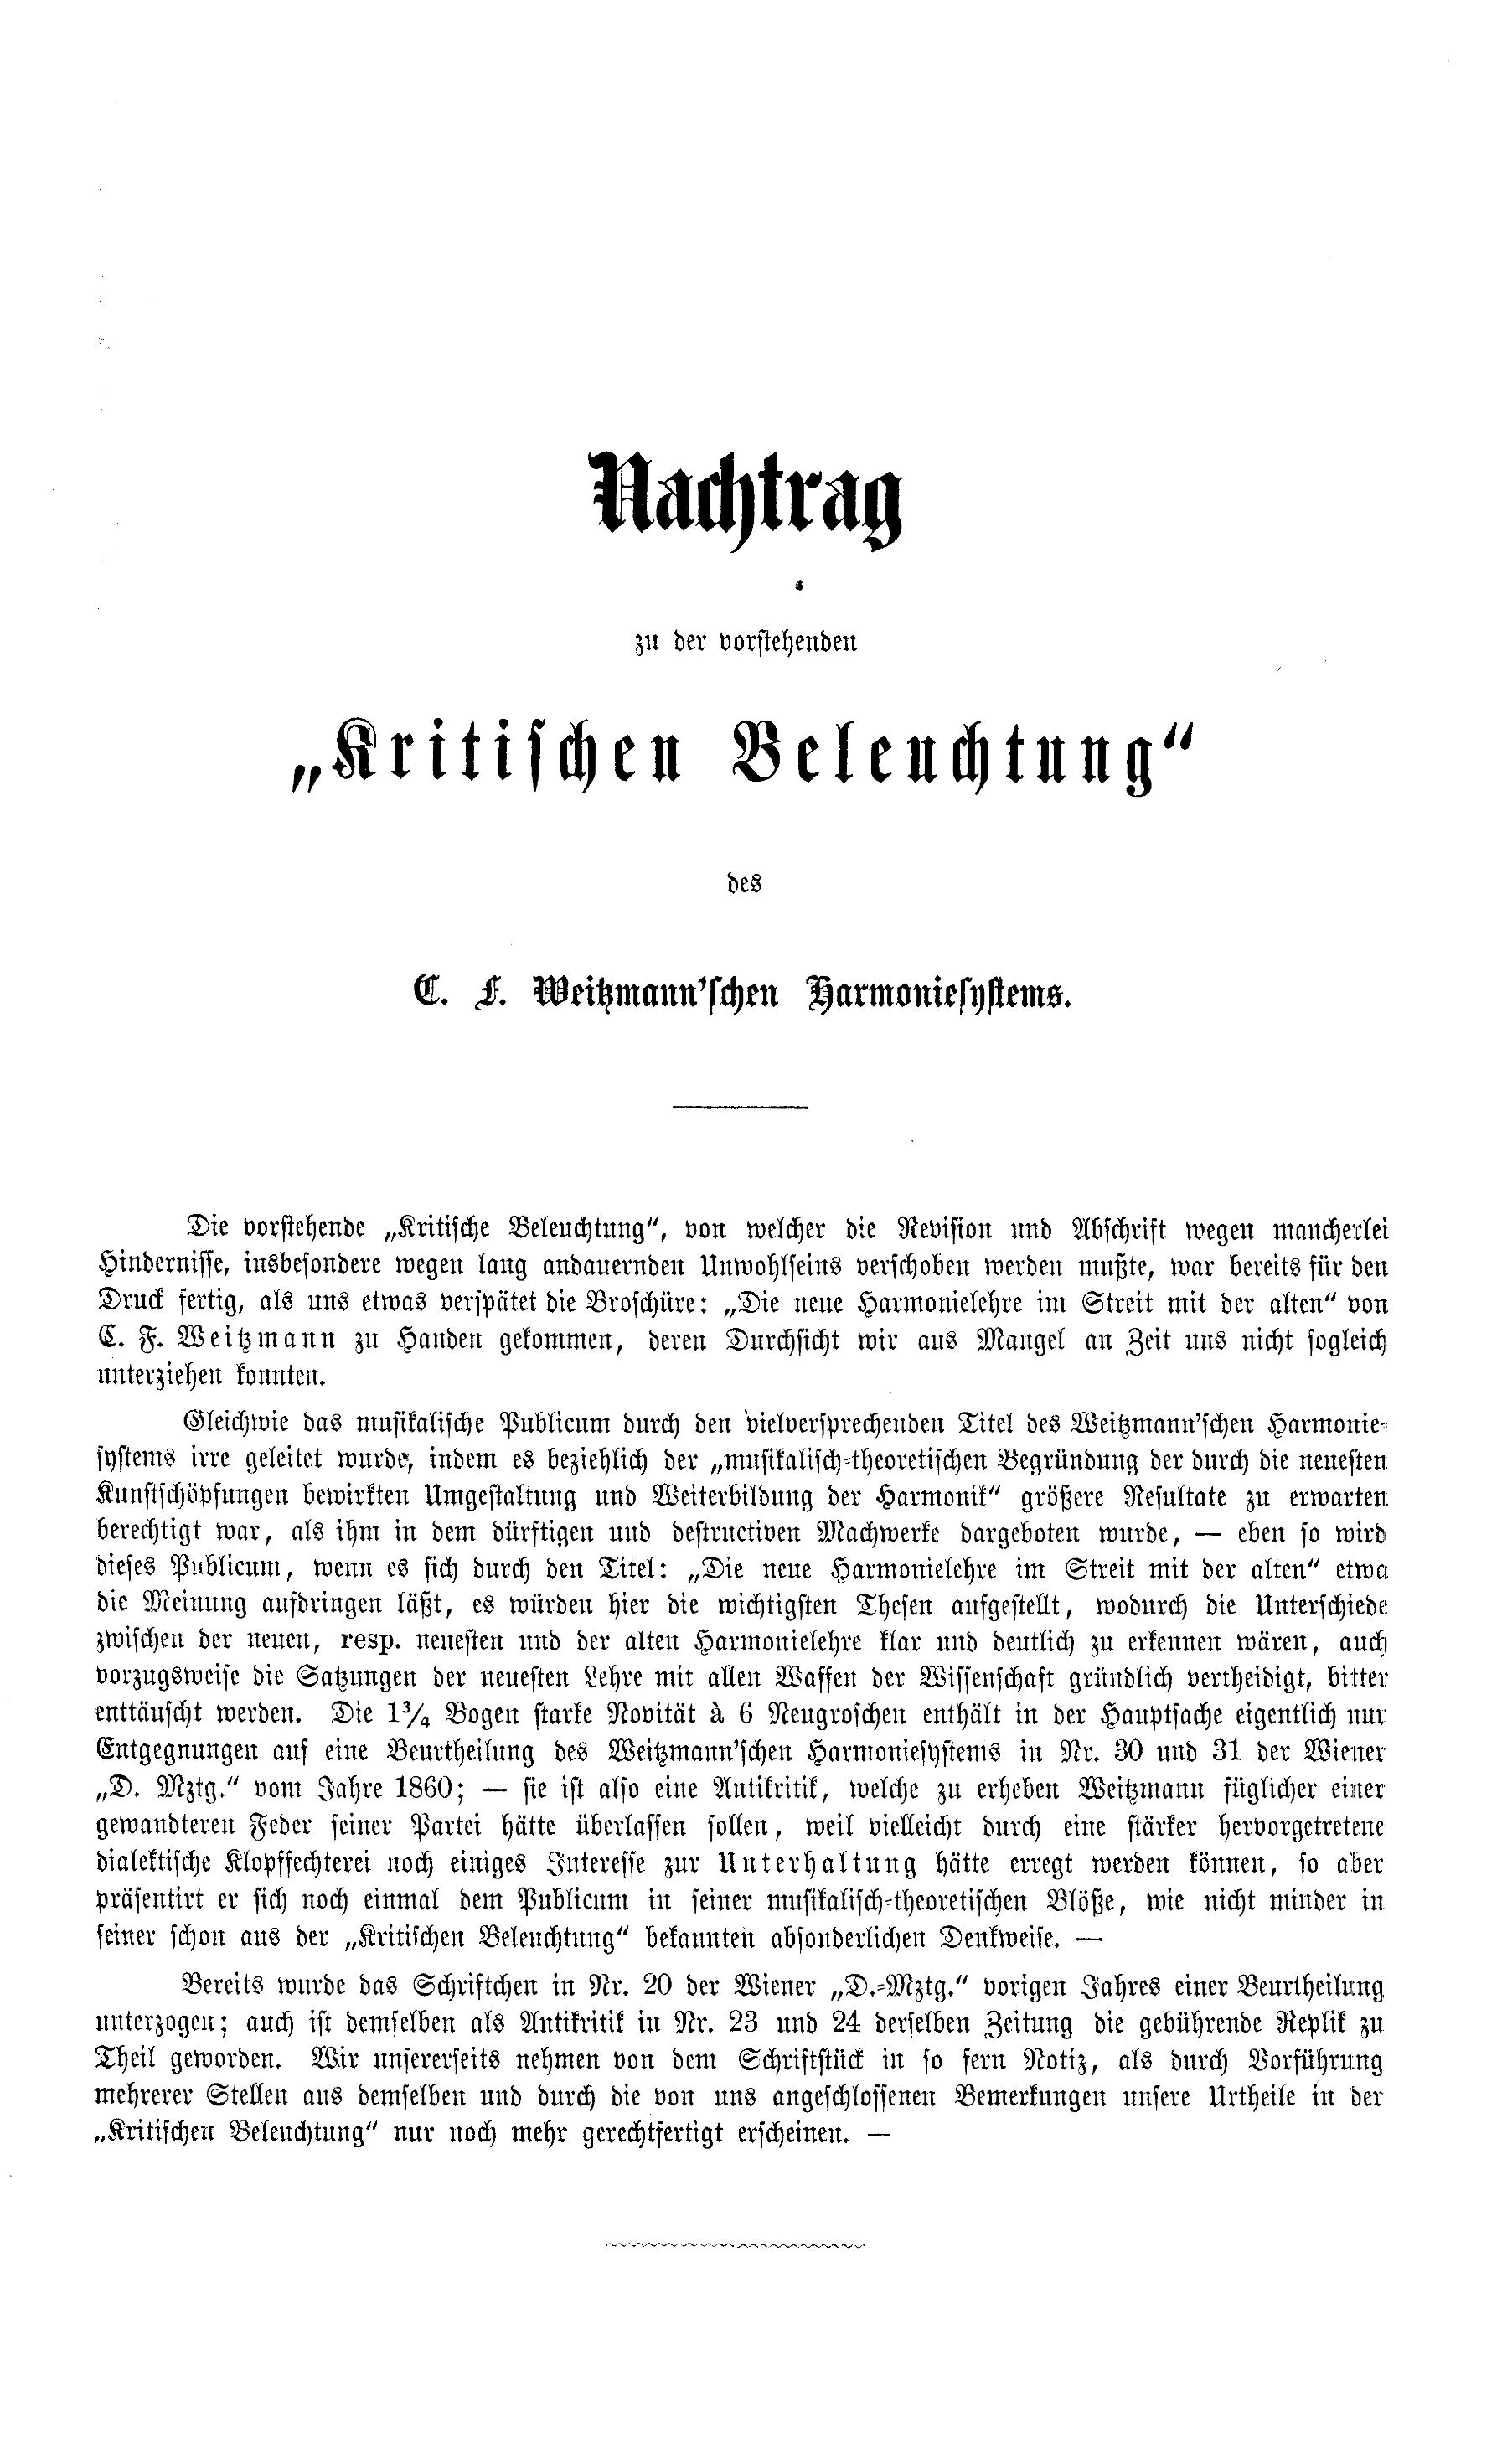 Nachtrag
zu der vorstehenden
„Kritischen Beleuchtung“
des
C. F. Weitzmann’schen Harmoniesystems.
Die vorstehende „Kritische Beleuchtung“, von welcher die Revision und Abschrift wegen mancherlei
Hindernisse, insbesondere wegen lang andauernden Unwohlseins verschoben werden mußte, war bereits für den
Druck fertig, als uns etwas verspätet die Broschüre: „Die neue Harmonielehre im Streit mit der alten“ von
C. F. Weitzmann zu Handen gekommen, deren Durchsicht wir aus Mangel an Zeit uns nicht sogleich
unterziehen konnten.
Gleichwie das musikalische Publicum durch den vielversprechenden Titel des Weitzmann’schen Harmonie-
systems irre geleitet wurde, indem es beziehlich der „musikalisch-theoretischen Begründung der durch die neuesten
Kunstschöpfungen bewirkten Umgestaltung und Weiterbildung der Harmonik“ größere Resultate zu erwarten
berechtigt war, als ihm in dem dürftigen und destructiven Machwerke dargeboten wurde, — eben so wird
dieses Publicum, wenn es sich durch den Titel: „Die neue Harmonielehre im Streit mit der alten“ etwa
die Meinung aufdringen läßt, es würden hier die wichtigsten Thesen aufgestellt, wodurch die Unterschiede
zwischen der neuen, resp. neuesten und der alten Harmonielehre klar und deutlich zu erkennen wären, auch
vorzugsweise die Satzungen der neuesten Lehre mit allen Waffen der Wissenschaft gründlich vertheidigt, bitter
enttäuscht werden. Die 1¾ Bogen starke Novität à 6 Neugroschen enthält in der Hauptsache eigentlich nur
Entgegnungen auf eine Beurtheilung des Weitzmann’schen Harmoniesystems in Nr. 30 und 31 der Wiener
„D. Mztg.“ vom Jahre 1860; — sie ist also eine Antikritik, welche zu erheben Weitzmann füglicher einer
gewandteren Feder seiner Partei hätte überlassen sollen, weil vielleicht durch eine stärker hervorgetretene
dialektische Klopffechterei noch einiges Interesse zur Unterhaltung hätte erregt werden können, so aber
präsentirt er sich noch einmal dem Publicum in seiner musikalisch-theoretischen Blöße, wie nicht minder in
seiner schon aus der „Kritischen Beleuchtung“ bekannten absonderlichen Denkweise. —
Bereits wurde das Schriftchen in Nr. 20 der Wiener „D.-Mztg.“ vorigen Jahres einer Beurtheilung
unterzogen; auch ist demselben als Antikritik in Nr. 23 und 24 derselben Zeitung die gebührende Replik zu
Theil geworden. Wir unsererseits nehmen von dem Schriftstück in so fern Notiz, als durch Vorführung
mehrerer Stellen aus demselben und durch die von uns angeschlossenen Bemerkungen unsere Urtheile in der
„Kritischen Beleuchtung“ nur noch mehr gerechtfertigt erscheinen. —